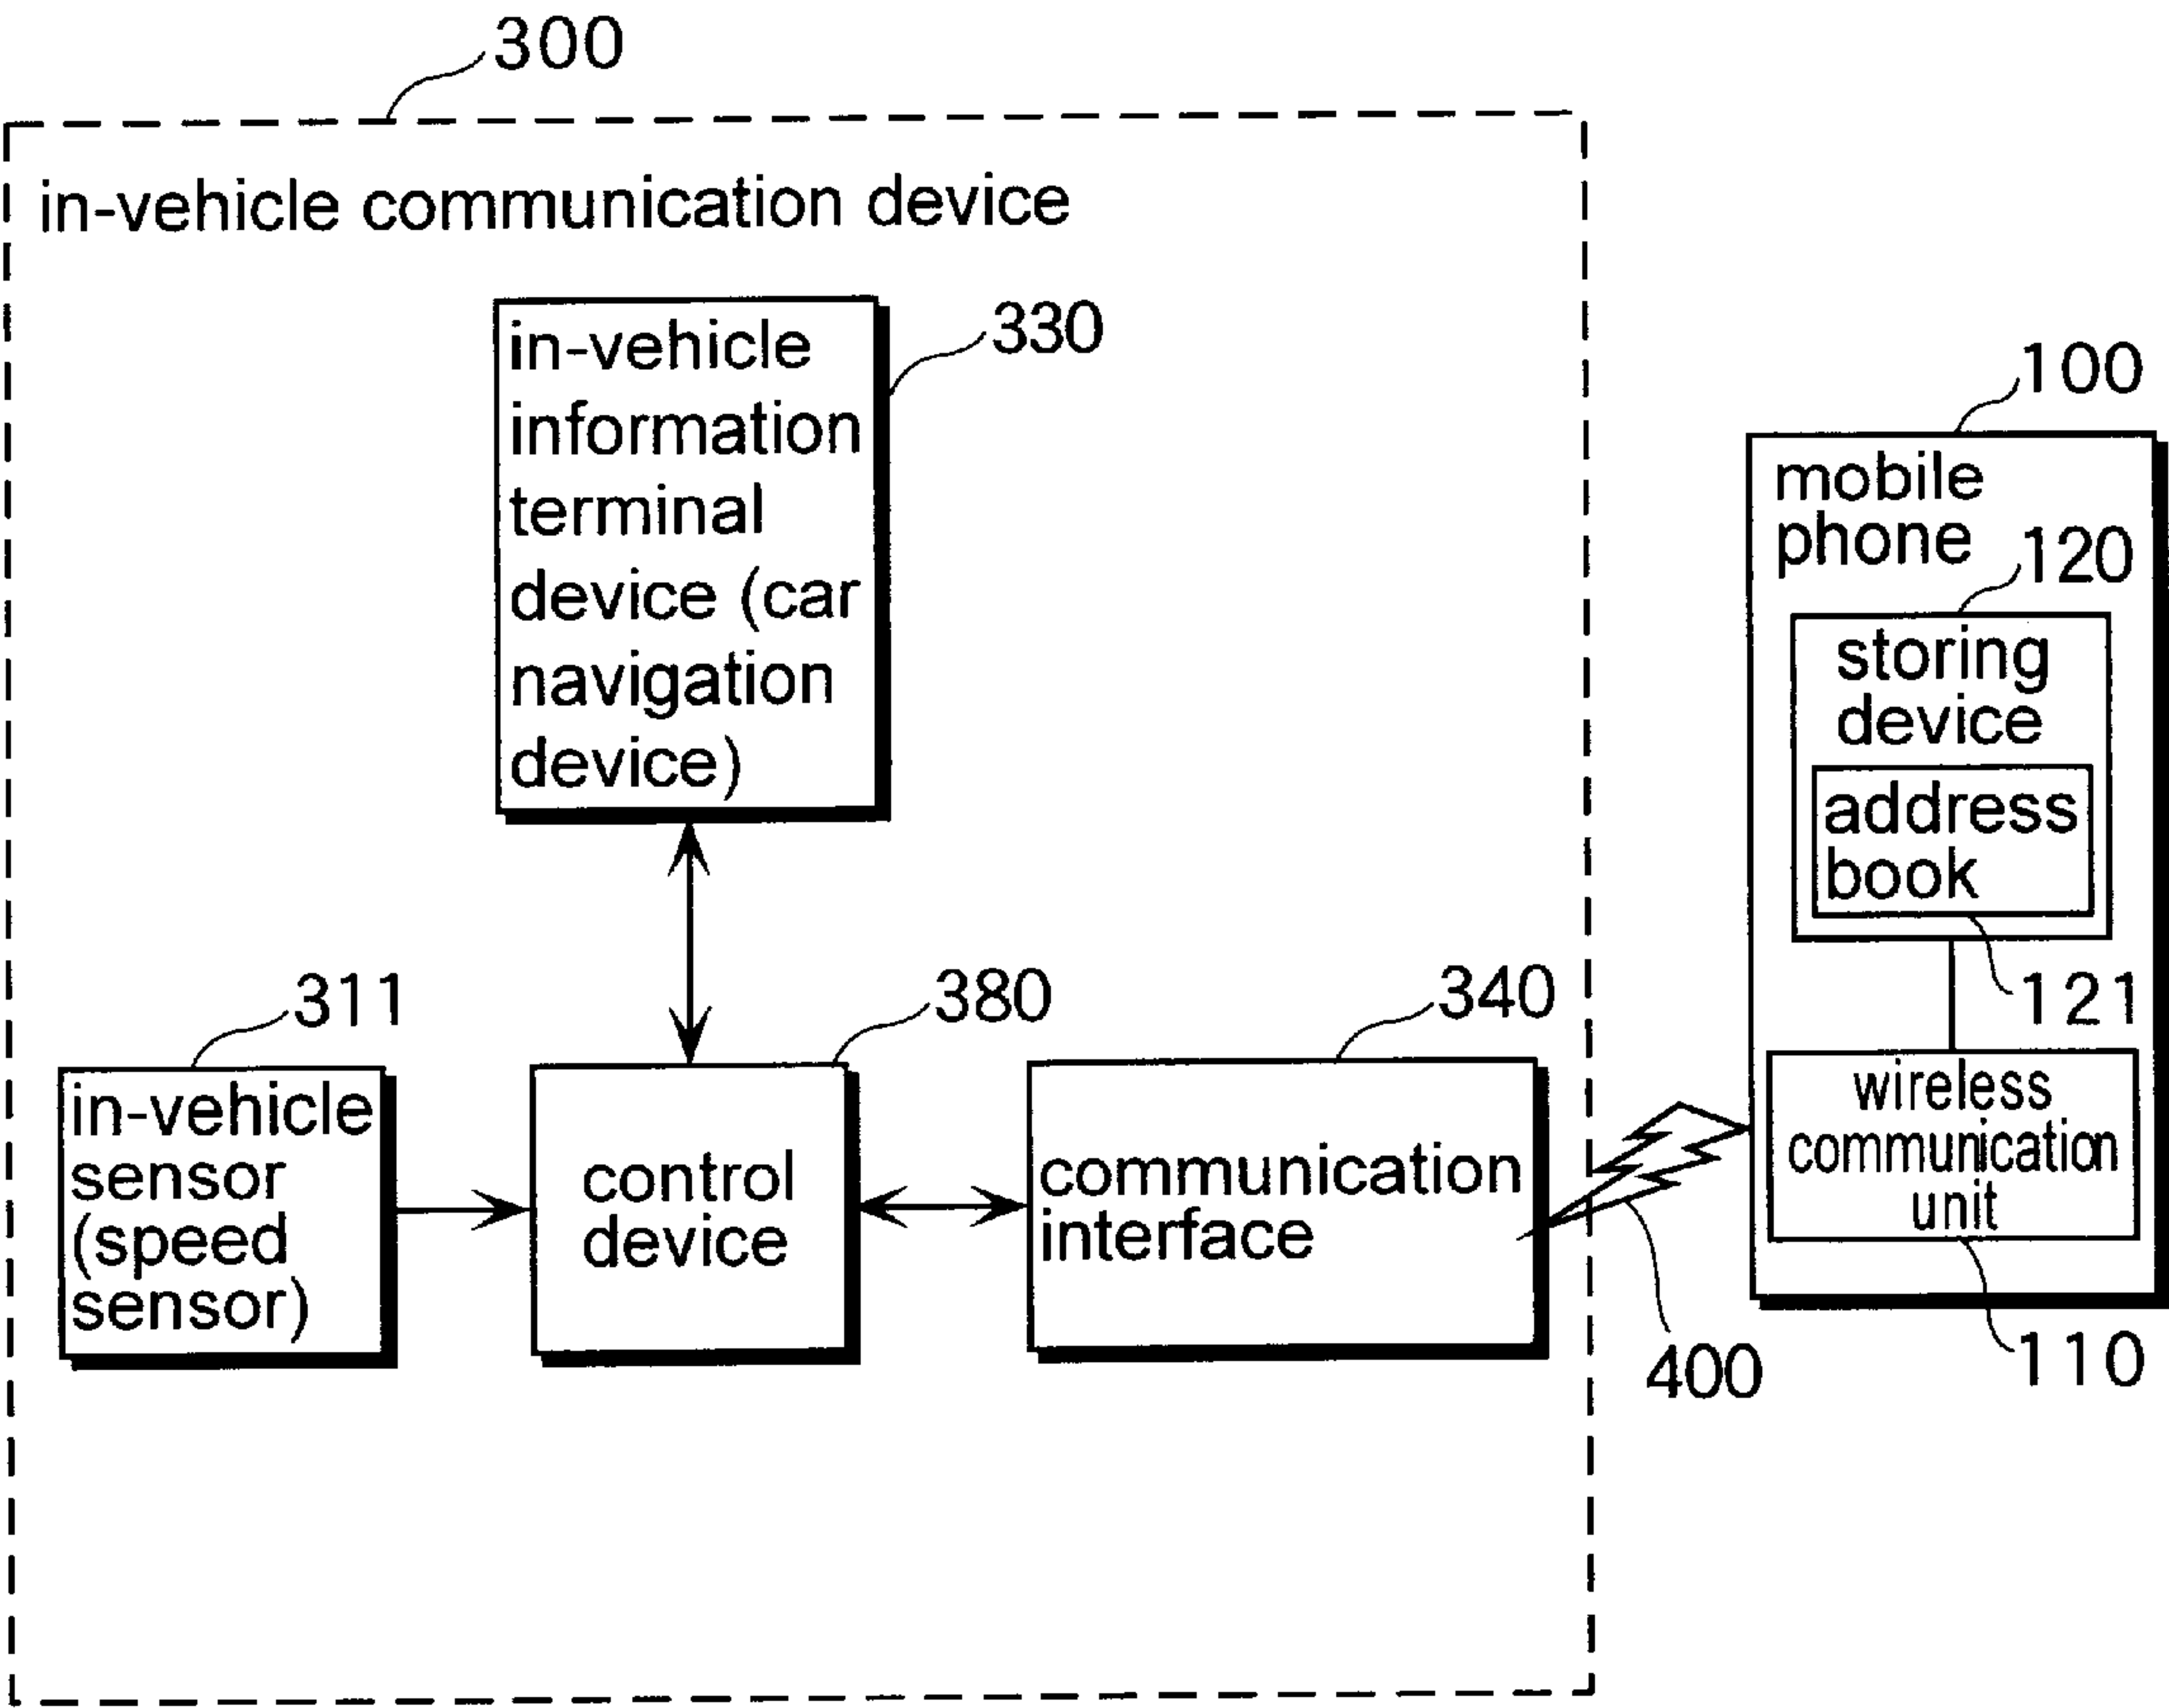 300
in-vehicle communication device
in-vehicle
information
terminal
device (car
navigation
device)
330
100
mobile
phone
120
storing
device
address
book
121
311
in-vehicle
sensor
(speed
sensor)
380
control
device
340
communication
interface
wireless
communication
unit
400
110